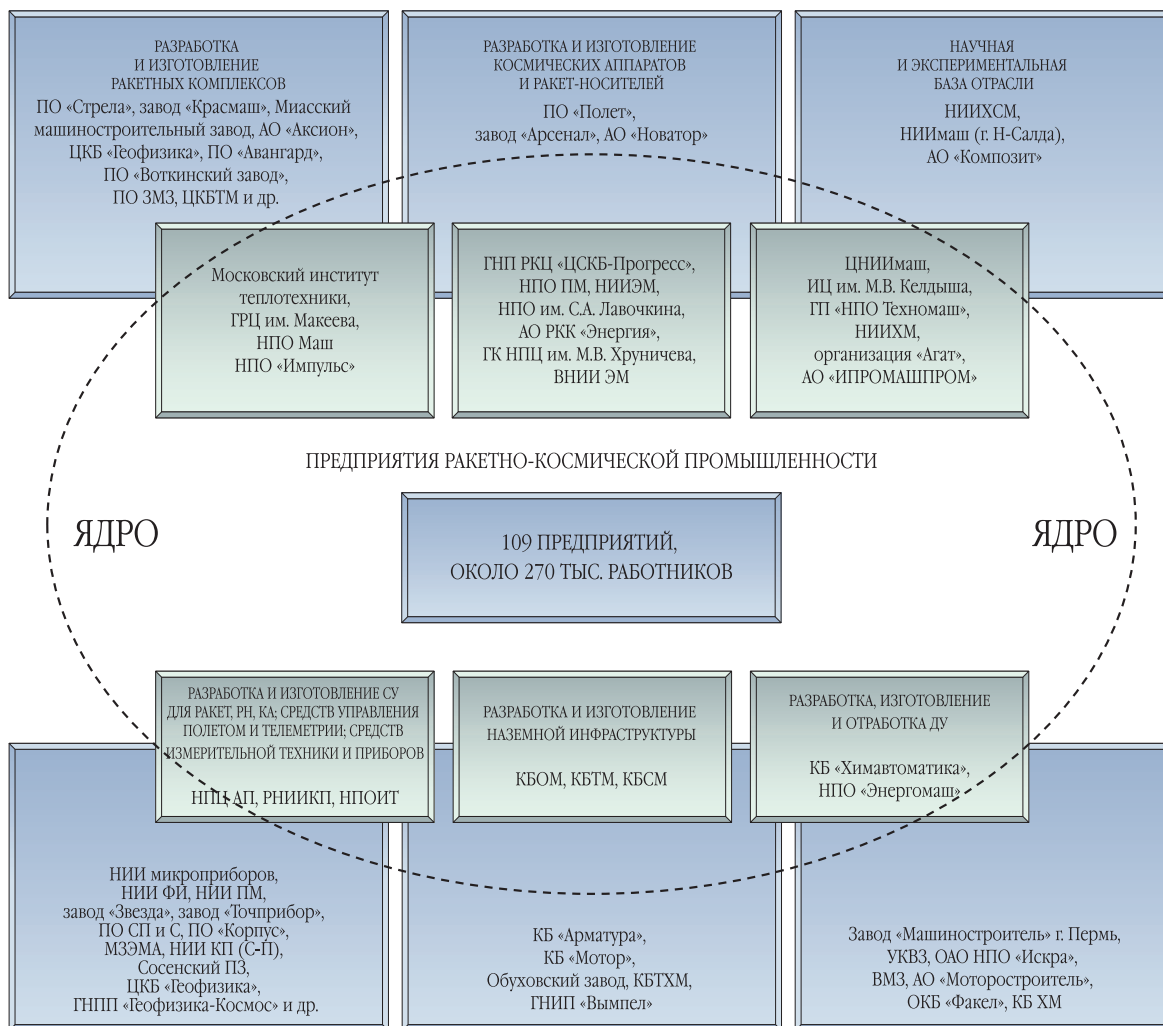 РАЗРАБОТКА
И ИЗГОТОВЛЕНИЕ
РАКЕТНЫХ КОМПЛЕКСОВ
ПО «Стрела», завод «Красмаш», Миасский
машиностроительный завод, АО «Аксион»,
ЦКБ «Геофизика», ПО «Авангард»,
ПО «Воткинский завод»,
ПО ЗМЗ, ЦКБТМ и др.
РАЗРАБОТКА И ИЗГОТОВЛЕНИЕ
КОСМИЧЕСКИХ АППАРАТОВ
И РАКЕТ-НОСИТЕЛЕЙ
ПО «Полет»,
завод «Арсенал», АО «Новатор»
НАУЧНАЯ
И ЭКСПЕРИМЕНТАЛЬНАЯ
БАЗА ОТРАСЛИ
НИИХСМ,
НИИмаш (г. Н-Салда),
АО «Композит»
Московский институт
теплотехники,
ГРЦ им. Макеева,
НПО Маш
НПО «Импульс»
ГНП РКЦ «ЦСКБ-Прогресс»,
НПО ПМ, НИИЭМ,
НПО им. С.А. Лавочкина,
АО РКК «Энергия»,
ГК НПЦ им. М.В. Хруничева,
ВНИИ ЭМ
ЦНИИмаш,
ИЦ им. М.В. Келдыша,
ГП «НПО Техномаш»,
НИИХМ,
организация «Агат»,
АО «ИПРОМАШПРОМ»
ПРЕДПРИЯТИЯ РАКЕТНО-КОСМИЧЕСКОЙ ПРОМЫШЛЕННОСТИ
ЯДРО
109 ПРЕДПРИЯТИЙ,
ОКОЛО 270 ТЫС. РАБОТНИКОВ
ЯДРО
РАЗРАБОТКА И ИЗГОТОВЛЕНИЕ СУ
ДЛЯ РАКЕТ, РН, КА; СРЕДСТВ УПРАВЛЕНИЯ
ПОЛЕТОМ И ТЕЛЕМЕТРИИ; СРЕДСТВ
ИЗМЕРИТЕЛЬНОЙ ТЕХНИКИ И ПРИБОРОВ
НПЦ АП, РНИИКП, НПОИТ
РАЗРАБОТКА И ИЗГОТОВЛЕНИЕ
НАЗЕМНОЙ ИНФРАСТРУКТУРЫ
КБОМ, КБТМ, КБСМ
РАЗРАБОТКА, ИЗГОТОВЛЕНИЕ
И ОТРАБОТКА ДУ
КБ «Химавтоматика»,
НПО «Энергомаш»
НИИ микроприборов,
НИИ ФИ, НИИ ПМ,
завод «Звезда», завод «Точприбор»,
ПО СП и С, ПО «Корпус»,
МЗЭМА, НИИ КП (С-П),
Сосенский ПЗ,
ЦКБ «Геофизика»,
ГНПП «Геофизика-Космос» и др.
КБ «Арматура»,
КБ «Мотор»,
Обуховский завод, КБТХМ,
ГНИП «Вымпел»
Завод «Машиностроитель» г. Пермь,
УКВЗ, ОАО НПО «Искра»,
ВМЗ, АО «Моторостроитель»,
ОКБ «Факел», КБ ХМ